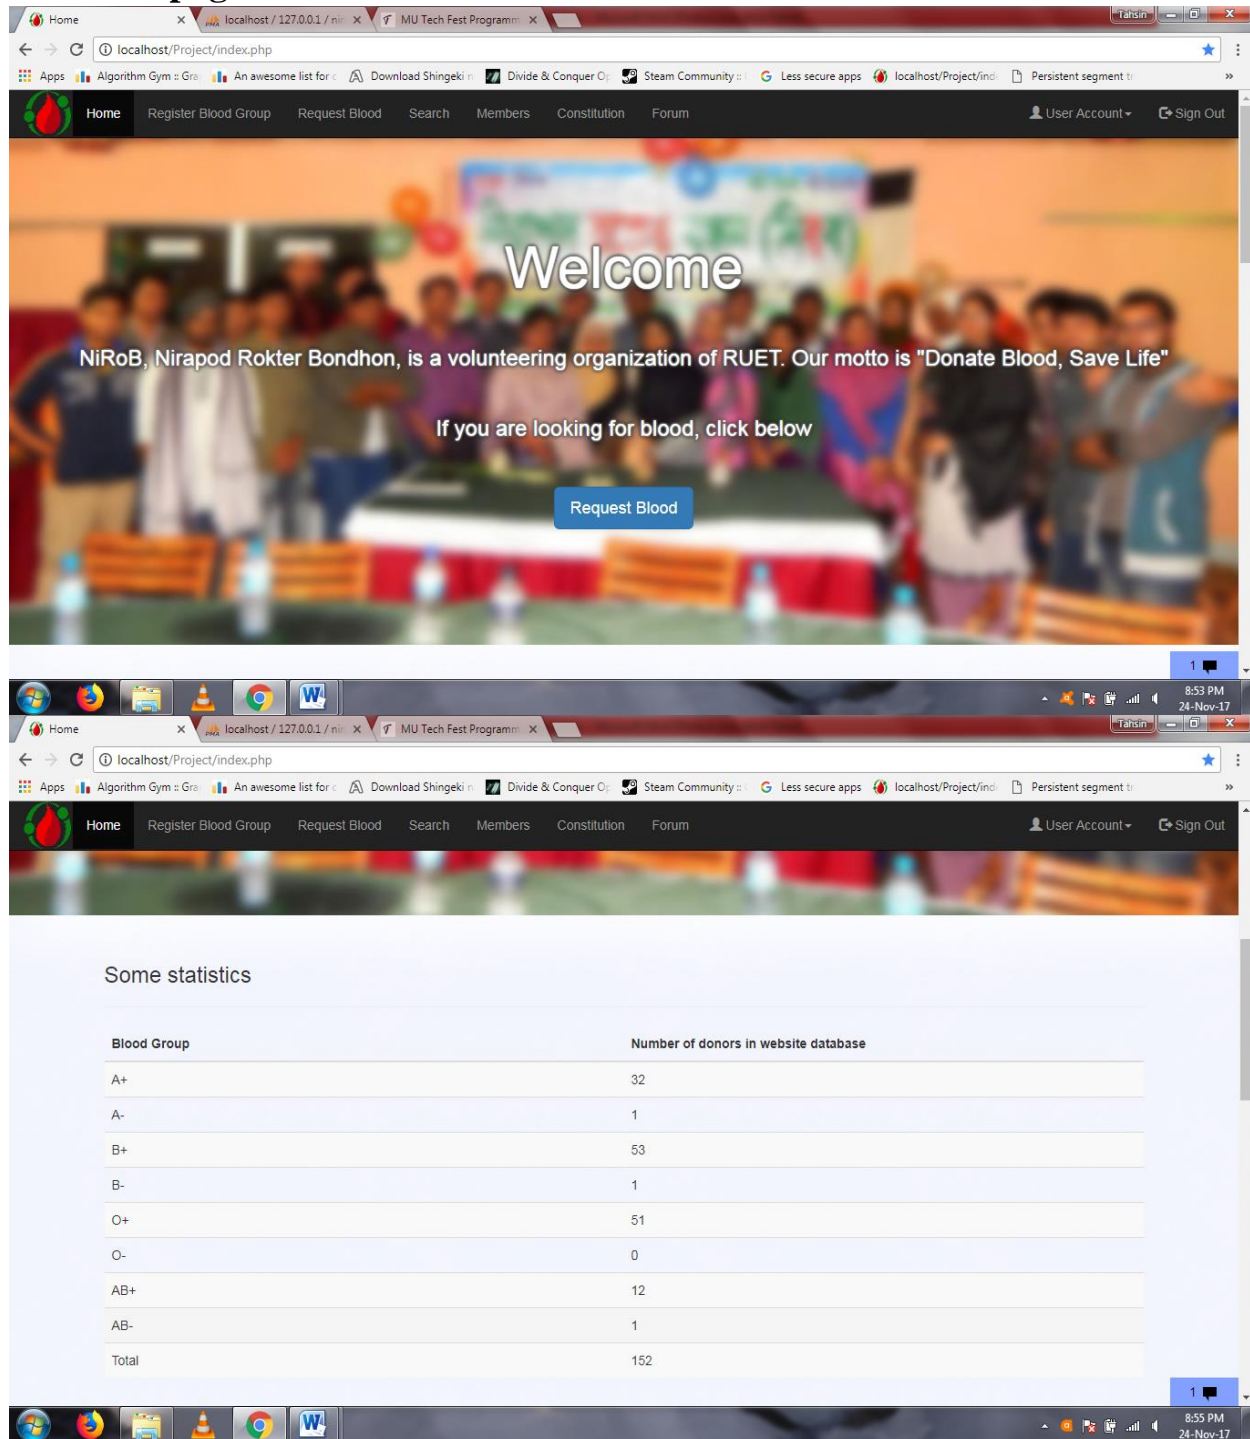 Home
localhost / 127.0.0.1 / ni
MU Tech Fest Programm
Tahsin
localhost/Project/index.php
Apps
Algorithm Gym :: Gra
An awesome list for c
Download Shingeki n
Divide & Conquer Op
Steam Community ::
Less secure apps
localhost/Project/ind
Persistent segment t
»
Home
Register Blood Group
Request Blood
Search
Members
Constitution
Forum
User Account
Sign Out
Welcome
NiRoB, Nirapod Rokter Bondhon, is a volunteering organization of RUET. Our motto is "Donate Blood, Save Life"
If you are looking for blood, click below
Request Blood
1
8:53 PM
24-Nov-17
Home
localhost / 127.0.0.1 / ni
MU Tech Fest Programm
Tahsin
localhost/Project/index.php
Apps
Algorithm Gym :: Gra
An awesome list for c
Download Shingeki n
Divide & Conquer Op
Steam Community ::
Less secure apps
localhost/Project/ind
Persistent segment t
»
Home
Register Blood Group
Request Blood
Search
Members
Constitution
Forum
User Account
Sign Out
Some statistics
Blood Group Number of donors in website database
A+ 32
A- 1
B+ 53
B- 1
O+ 51
O- 0
AB+ 12
AB- 1
Total 152
1
8:55 PM
24-Nov-17